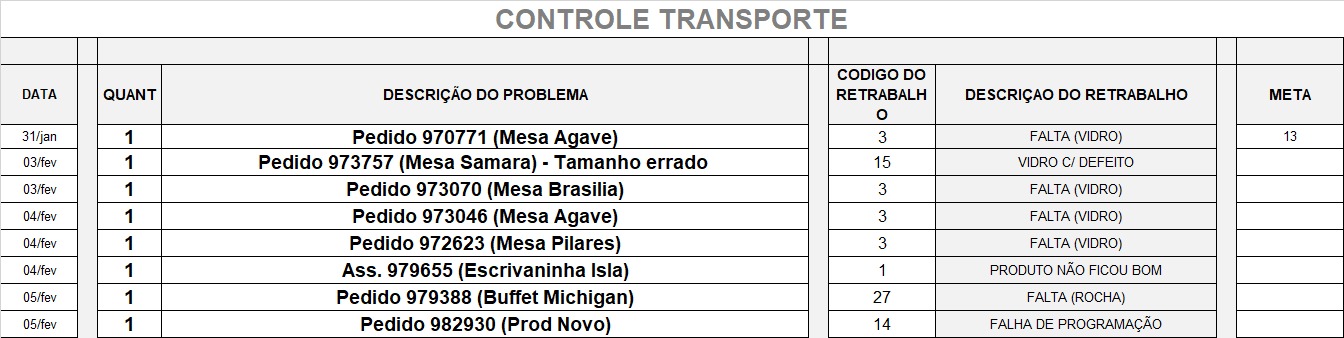 CONTROLE TRANSPORTE
DATA QUANT DESCRIÇÃO DO PROBLEMA CODIGO DO RETRABALH O DESCRIÇAO DO RETRABALHO META
31/jan 1 Pedido 970771 (Mesa Agave) 3 FALTA (VIDRO) 13
03/fev 1 Pedido 973757 (Mesa Samara) - Tamanho errado 15 VIDRO C/ DEFEITO
03/fev 1 Pedido 973070 (Mesa Brasilia) 3 FALTA (VIDRO)
04/fev 1 Pedido 973046 (Mesa Agave) 3 FALTA (VIDRO)
04/fev 1 Pedido 972623 (Mesa Pilares) 3 FALTA (VIDRO)
04/fev 1 Ass. 979655 (Escrivaninha Isla) 1 PRODUTO NÃO FICOU BOM
05/fev 1 Pedido 979388 (Buffet Michigan) 27 FALTA (ROCHA)
05/fev 1 Pedido 982930 (Prod Novo) 14 FALHA DE PROGRAMAÇÃO